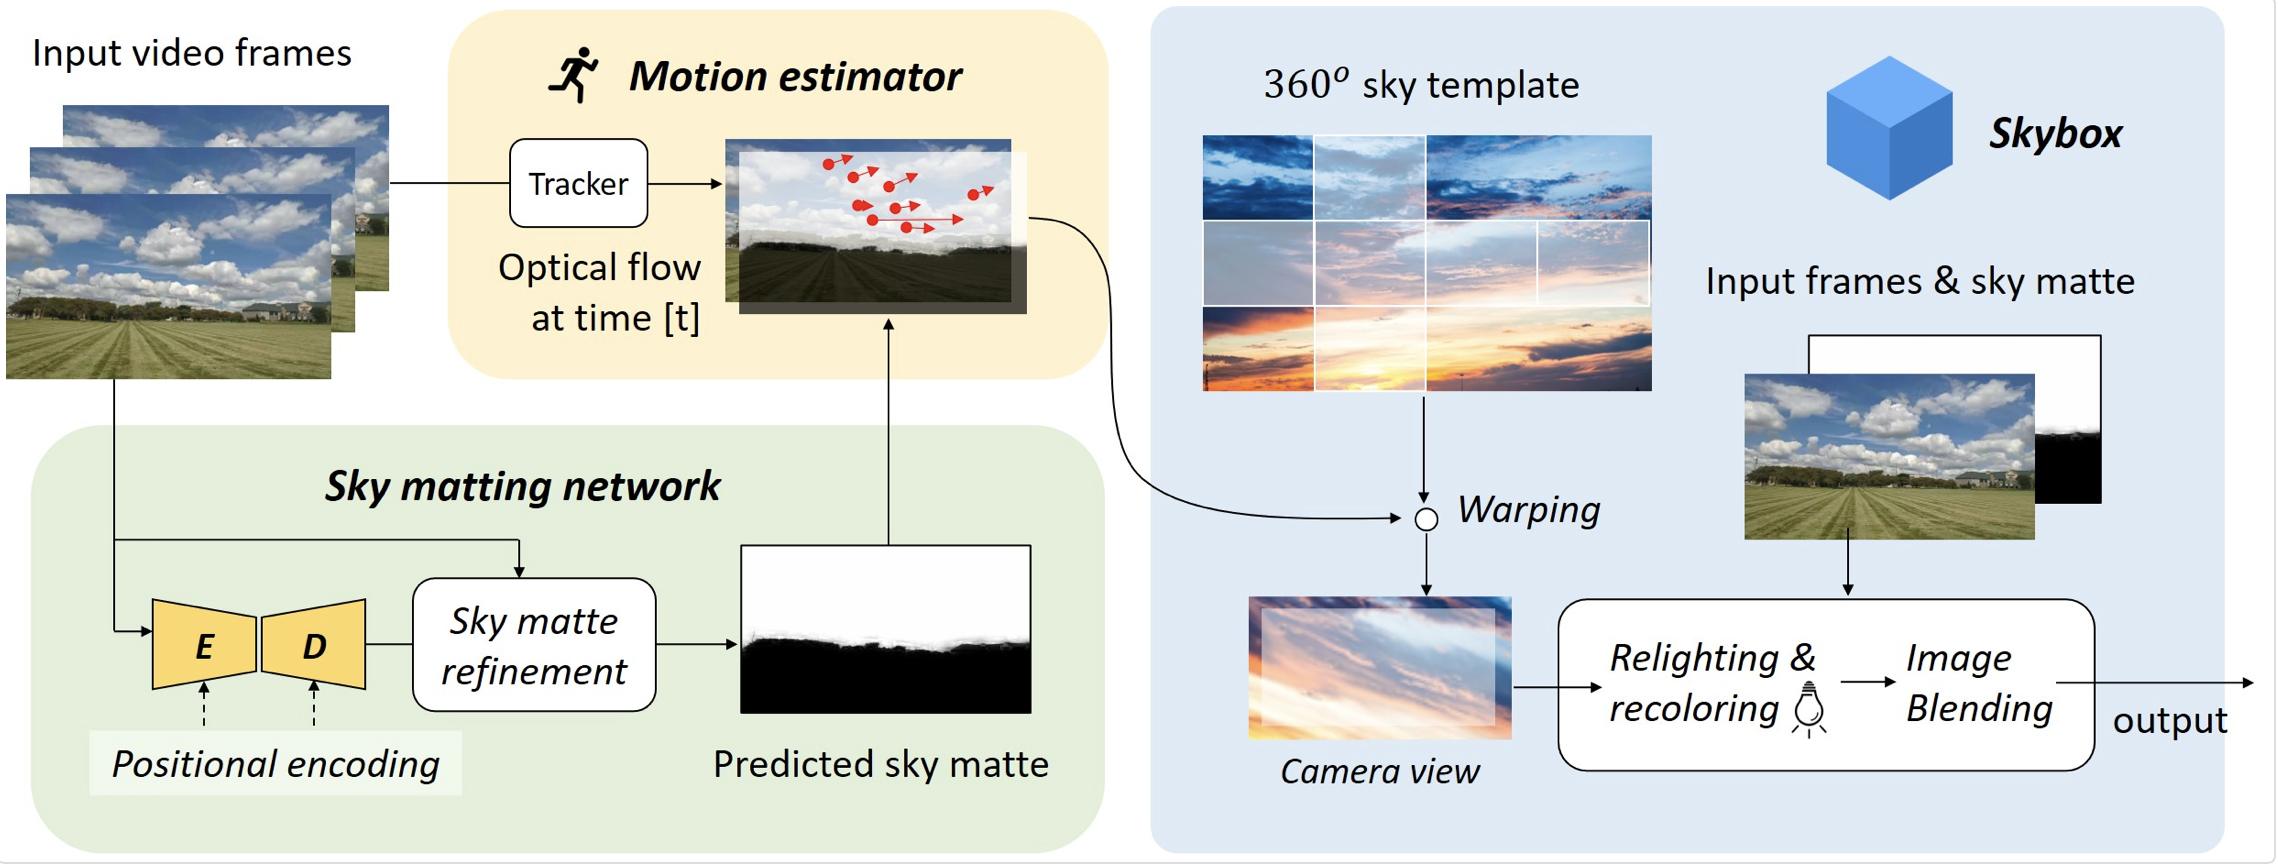 Input video frames
Motion estimator
Tracker
Optical flow
at time [t]
Sky matting network
E
D
Sky matte
refinement
Positional encoding
Predicted sky matte
360° sky template
Skybox
Input frames & sky matte
Warping
Camera view
Relighting &
recoloring
Image
Blending
output